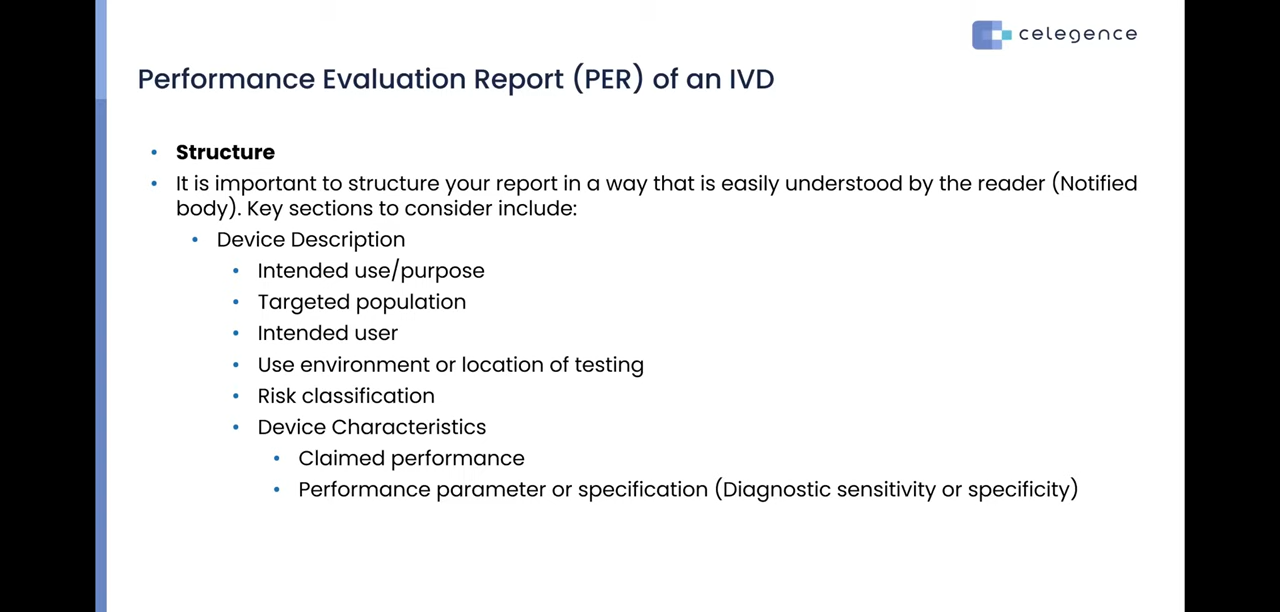 celegence
Performance Evaluation Report (PER) of an IVD
• Structure
• It is important to structure your report in a way that is easily understood by the reader (Notified
body). Key sections to consider include:
• Device Description
• Intended use/purpose
• Targeted population
• Intended user
• Use environment or location of testing
• Risk classification
• Device Characteristics
• Claimed performance
• Performance parameter or specification (Diagnostic sensitivity or specificity)